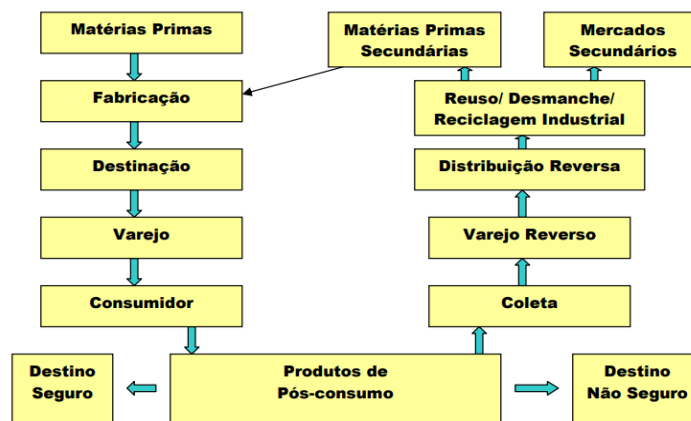 Matérias Primas
Matérias Primas
Secundárias
Mercados
Secundários
Fabricação
Reuso/ Desmanche/
Reciclagem Industrial
Destinação
Distribuição Reversa
Varejo
Varejo Reverso
Consumidor
Coleta
Destino
Seguro
Produtos de
Pós-consumo
Destino
Não Seguro